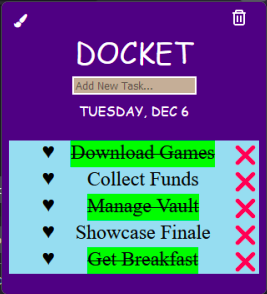 DOCKET
Add New Task...
TUESDAY, DEC 6
Download Games
Collect Funds
Manage Vault
Showcase Finale
Get Breakfast